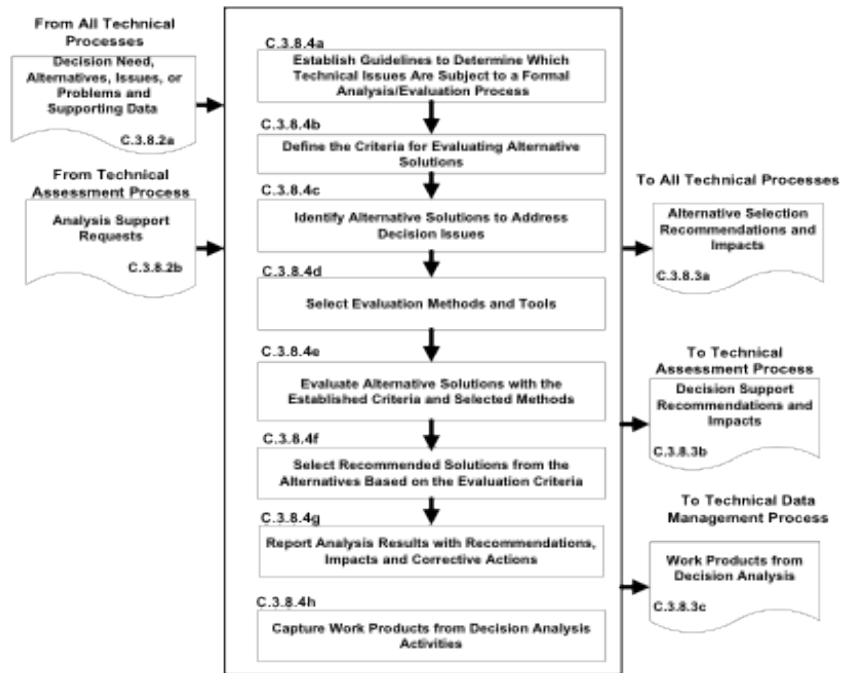 From All Technical
Processes
Decision Need,
Alternatives, Issues, or
Problems and
Supporting Data
C.3.8.2a
From Technical
Assessment Process
Analysis Support
Requests
C.3.8.2b
C.3.8.4a
Establish Guidelines to Determine Which
Technical Issues Are Subject to a Formal
Analysis/Evaluation Process
C.3.8.4b
Define the Criteria for Evaluating Alternative
Solutions
C.3.8.4c
Identify Alternative Solutions to Address
Decision Issues
C.3.8.4d
Select Evaluation Methods and Tools
C.3.8.4e
Evaluate Alternative Solutions with the
Established Criteria and Selected Methods
C.3.8.4f
Select Recommended Solutions from the
Alternatives Based on the Evaluation Criteria
C.3.8.4g
Report Analysis Results with Recommendations,
Impacts and Corrective Actions
C.3.8.4h
Capture Work Products from Decision Analysis
Activities
To All Technical Processes
Alternative Selection
Recommendations and
Impacts
C.3.8.3a
To Technical
Assessment Process
Decision Support
Recommendations and
Impacts
C.3.8.3b
To Technical Data
Management Process
Work Products from
Decision Analysis
C.3.8.3c